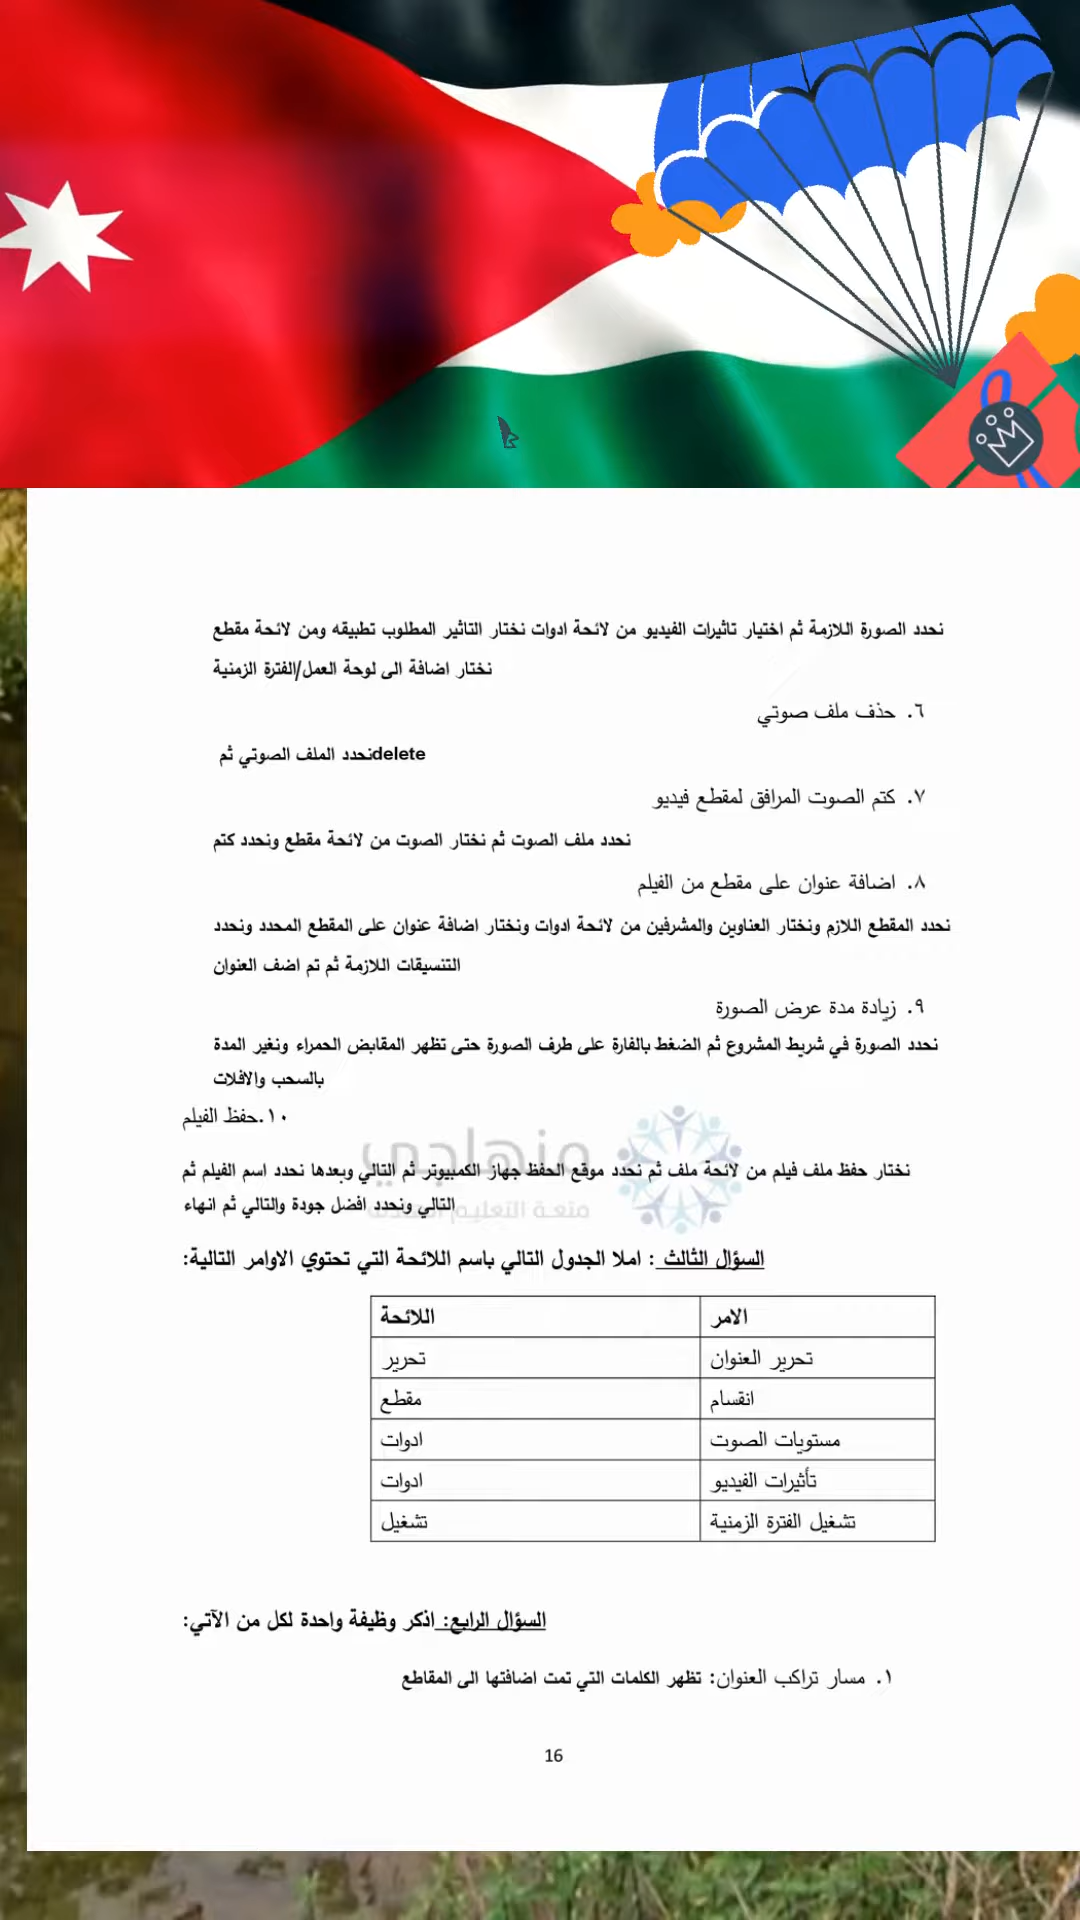 نحدد الصورة اللازمة ثم اختيار تاثيرات الفيديو من لائحة ادوات نختار التاثير المطلوب تطبيقه ومن لائحة مقطع
نختار اضافة الى لوحة العمل/الفترة الزمنية
٦. حذف ملف صوتي
نحدد الملف الصوتي ثم delete
٧. كتم الصوت المرافق لمقطع فيديو
نحدد ملف الصوت ثم نختار الصوت من لائحة مقطع ونحدد كتم
٨. اضافة عنوان على مقطع من الفيلم
نحدد المقطع اللازم ونختار العناوين والمشرفين من لائحة ادوات ونختار اضافة عنوان على المقطع المحدد ونحدد
التنسيقات اللازمة ثم تم اضف العنوان
٩. زيادة مدة عرض الصورة
نحدد الصورة في شريط المشروع ثم الضغط بالفارة على طرف الصورة حتى تظهر المقابض الحمراء ونغير المدة
بالسحب والافلات
١٠.حفظ الفيلم
منهاجي
نختار حفظ ملف فيلم من لائحة ملف ثم نحدد موقع الحفظ جهاز الكمبيوتر ثم التالي وبعدها نحدد اسم الفيلم ثم
التالي ونحدد افضل جودة والتالي ثم انهاء
متعة التعليم
السؤال الثالث : املا الجدول التالي باسم اللائحة التي تحتوي الاوامر التالية:
الامر اللائحة
تحرير العنوان تحرير
انقسام مقطع
مستويات الصوت ادوات
تأثيرات الفيديو ادوات
تشغيل الفترة الزمنية تشغيل
السؤال الرابع: اذكر وظيفة واحدة لكل من الآتي:
١. مسار تراكب العنوان: تظهر الكلمات التي تمت اضافتها الى المقاطع
16